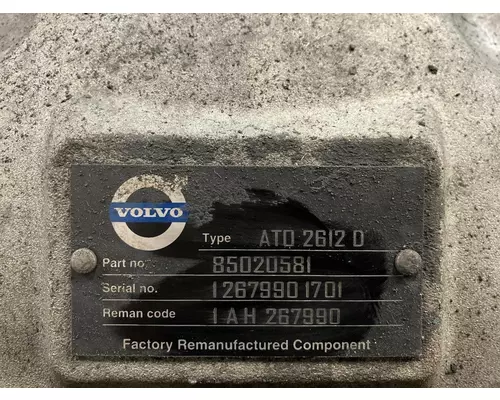 VOLVO
Type ATO 2612 D
Part no. 85020581
Serial no. 1267990 1701
Reman code 1 A H 267990
Factory Remanufactured Component